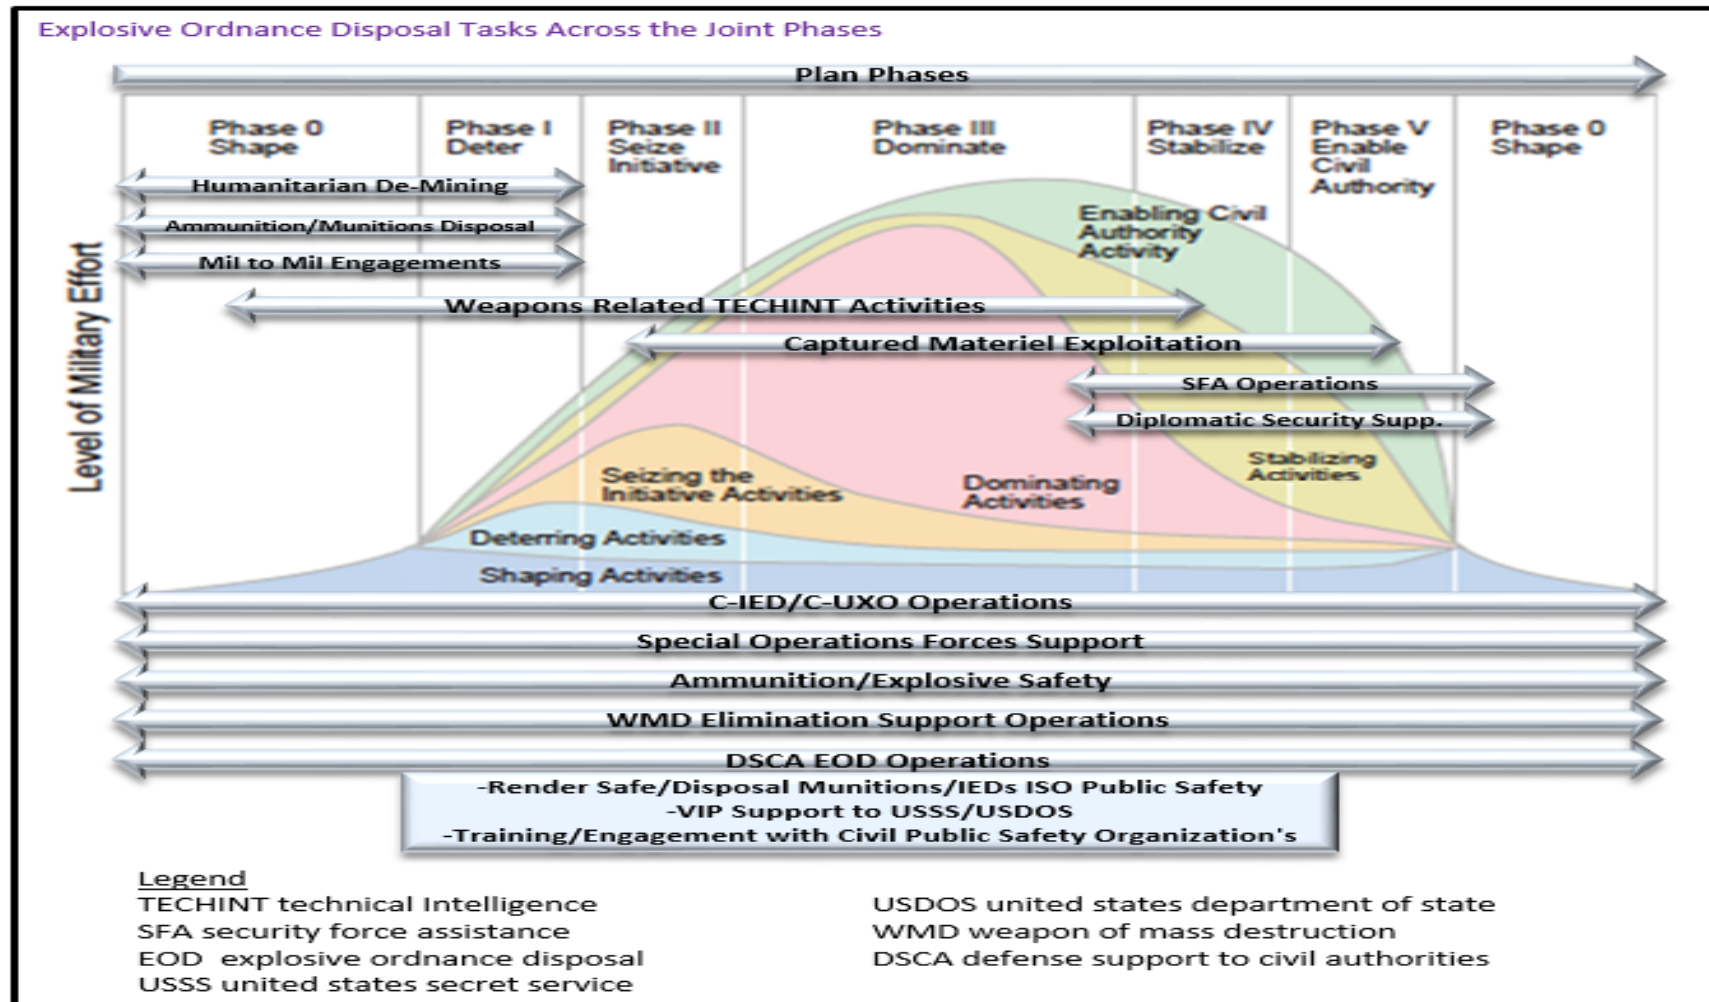 Explosive Ordnance Disposal Tasks Across the Joint Phases
Plan Phases
Phase 0
Shape
Phase I
Deter
Phase II
Seize
Initiative
Phase III
Dominate
Phase IV
Stabilize
Phase V
Enable
Civil
Authority
Phase 0
Shape
Level of Military Effort
Humanitarian De-Mining
Ammunition/Munitions Disposal
Mil to Mil Engagements
Enabling Civil
Authority
Activity
Weapons Related TECHINT Activities
Captured Materiel Exploitation
SFA Operations
Diplomatic Security Supp.
Seizing the
Initiative Activities
Dominating
Activities
Stabilizing
Activities
Deterring Activities
Shaping Activities
C-IED/C-UXO Operations
Special Operations Forces Support
Ammunition/Explosive Safety
WMD Elimination Support Operations
DSCA EOD Operations
-Render Safe/Disposal Munitions/IEDs ISO Public Safety
-VIP Support to USSS/USDOS
-Training/Engagement with Civil Public Safety Organization's
Legend
TECHINT technical Intelligence
SFA security force assistance
EOD explosive ordnance disposal
USSS united states secret service
USDOS united states department of state
WMD weapon of mass destruction
DSCA defense support to civil authorities